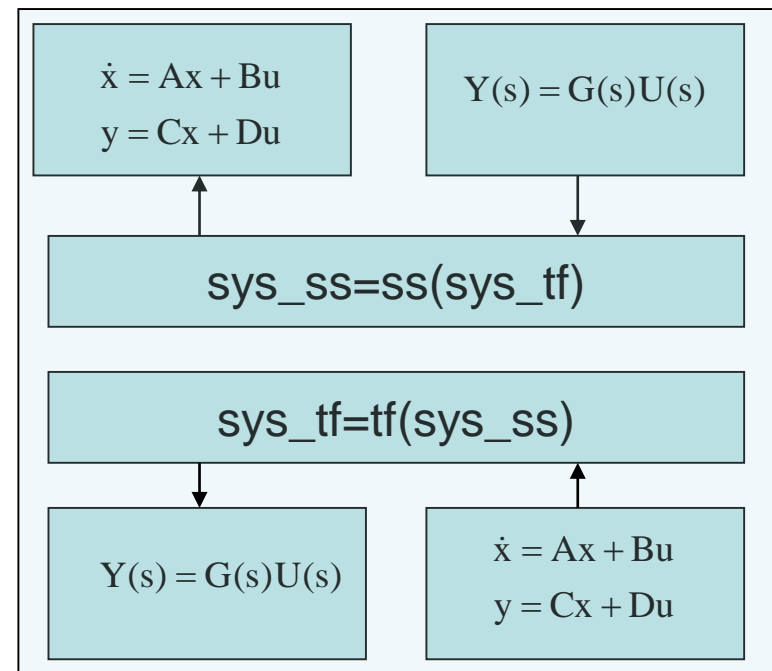 ẋ = Ax + Bu
y = Cx + Du
Y(s) = G(s)U(s)
sys_ss=ss(sys_tf)
sys_tf=tf(sys_ss)
Y(s) = G(s)U(s)
ẋ = Ax + Bu
y = Cx + Du